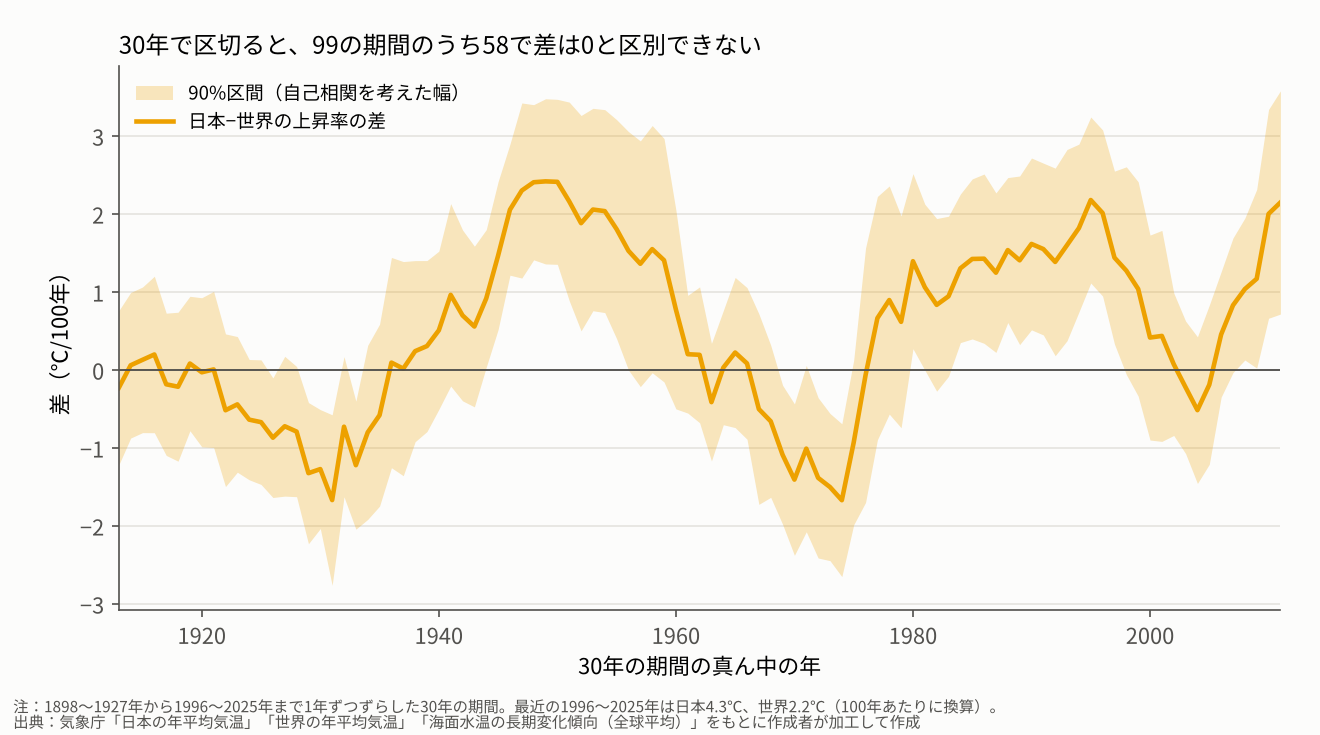 30年で区切ると、99の期間のうち58で差は0と区別できない
90%区間（自己相関を考えた幅）
日本−世界の上昇率の差
差（℃/100年）
3
2
1
0
−1
−2
−3
1920
1940
1960
1980
2000
30年の期間の真ん中の年
注：1898〜1927年から1996〜2025年まで1年ずつずらした30年の期間。最近の1996〜2025年は日本4.3℃、世界2.2℃（100年あたりに換算）。
出典：気象庁「日本の年平均気温」「世界の年平均気温」「海面水温の長期変化傾向（全球平均）」をもとに作成者が加工して作成